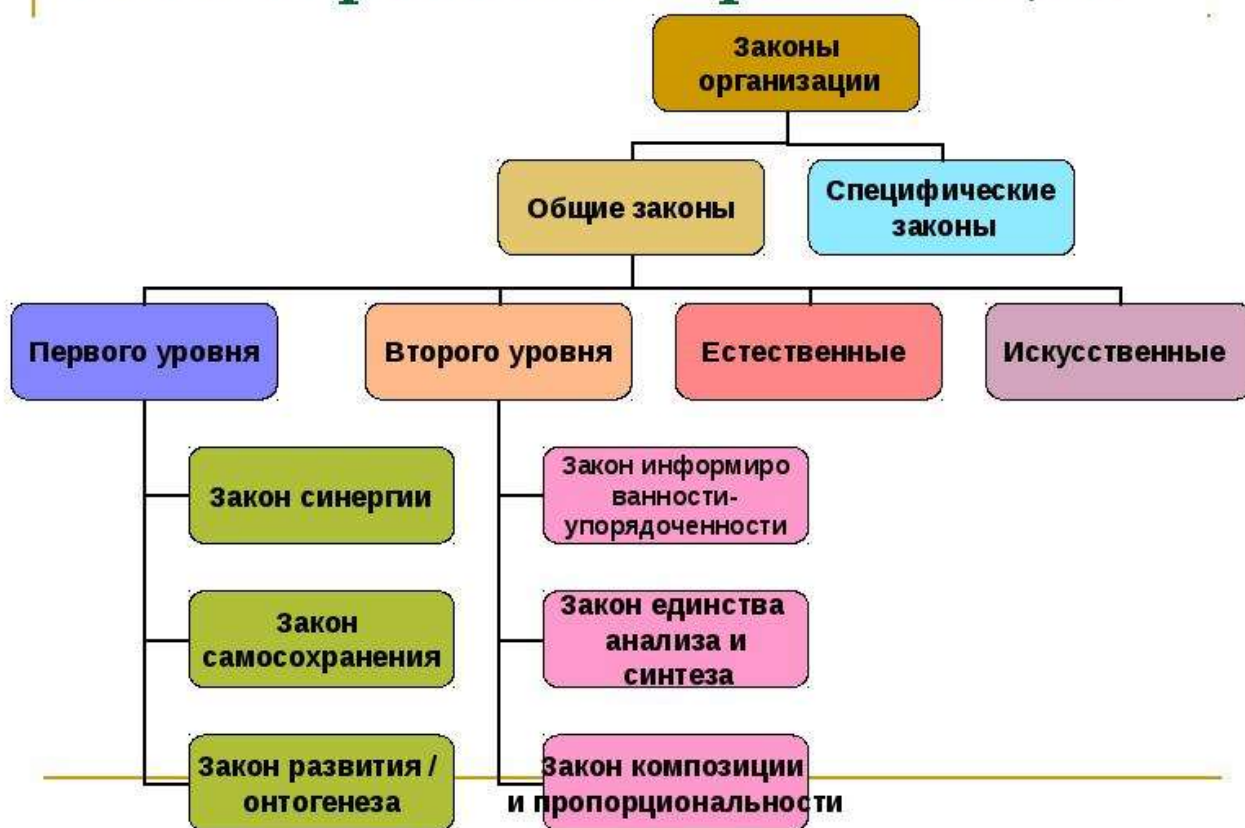 Законы
организации
Общие законы
Специфические
законы
Первого уровня
Второго уровня
Естественные
Искусственные
Закон синергии
Закон информиро
ванности-
упорядоченности
Закон
самосохранения
Закон единства
анализа и
синтеза
Закон развития /
онтогенеза
Закон композиции
и пропорциональности